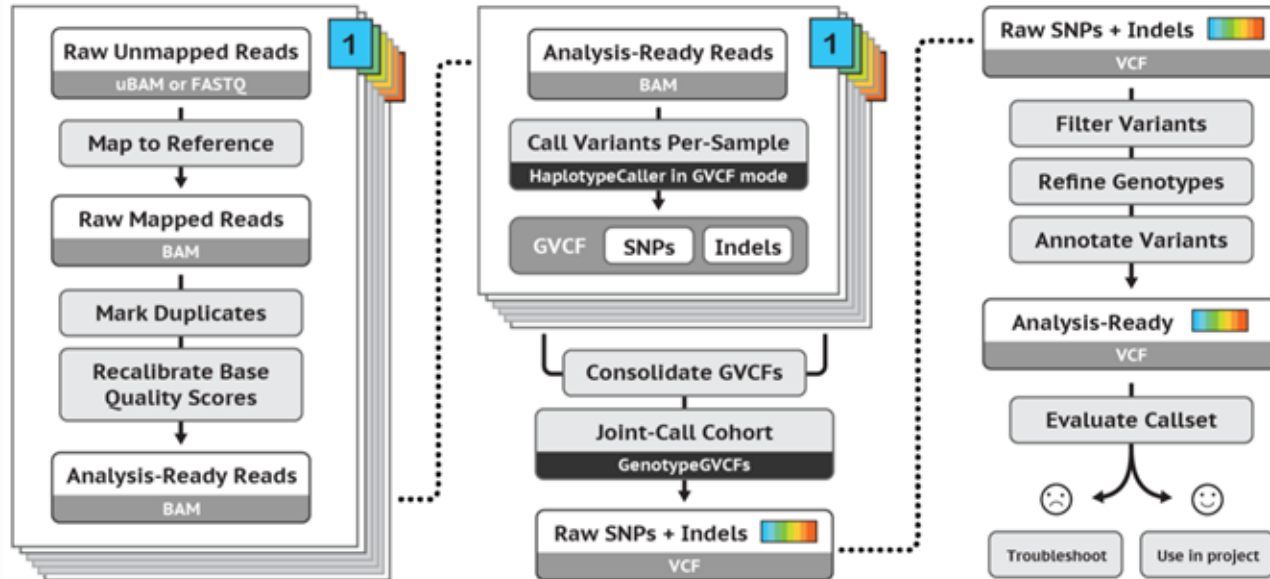 1
Raw Unmapped Reads
uBAM or FASTQ
Map to Reference
Raw Mapped Reads
BAM
Mark Duplicates
Recalibrate Base
Quality Scores
Analysis-Ready Reads
BAM
1
Analysis-Ready Reads
BAM
Call Variants Per-Sample
HaplotypeCaller in GVCF mode
GVCF SNPs Indels
Consolidate GVCFs
Joint-Call Cohort
GenotypeGVCFs
Raw SNPs + Indels
VCF
Raw SNPs + Indels
VCF
Filter Variants
Refine Genotypes
Annotate Variants
Analysis-Ready
VCF
Evaluate Callset
Troubleshoot
Use in project